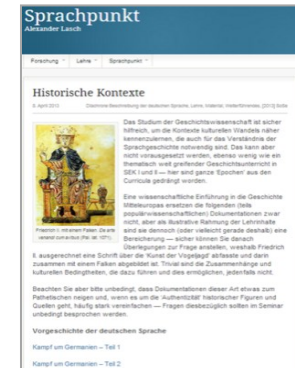 Sprachpunkt
Alexander Lasch
Forschung
Lehre
Sprachpunkt
Historische Kontexte
Das Studium der Geschichtswissenschaft ist sicher
hilfreich, um die Kontexte kulturellen Wandels näher
kennenzulernen, die auch für das Verständnis der
Sprachgeschichte notwendig sind. Das kann aber
nicht vorausgesetzt werden, ebenso wenig wie ein
thematisch weit greifender Geschichtsunterricht in
SEK I und II — hier sind ganze 'Epochen' aus den
Curricula gedrängt worden.
Eine wissenschaftliche Einführung in die Geschichte
Mitteleuropas ersetzen die folgenden (teils
populärwissenschaftlichen) Dokumentationen zwar
nicht, aber als illustrative Rahmung der Lehrinhalte
sind sie dennoch (oder vielleicht gerade deshalb) eine
Bereicherung — sicher können Sie danach
Überlegungen zur Frage anstellen, weshalb Friedrich
II. ausgerechnet eine Schrift über die 'Kunst der Vogeljagd' abfasste und darin
zusammen mit einem Falken abgebildet ist. Trivial sind die Zusammenhänge und
kulturellen Bedingtheiten, die dazu führen und dies ermöglichen, jedenfalls nicht.
Beachten Sie aber bitte unbedingt, dass Dokumentationen dieser Art etwas zum
Pathetischen neigen und, wenn es um die 'Authentizität' historischer Figuren und
Quellen geht, häufig stark vereinfachen — Fragen diesbezüglich sollten im Seminar
unbedingt besprochen werden.
Vorgeschichte der deutschen Sprache
Kampf um Germanien – Teil 1
Kampf um Germanien – Teil 2